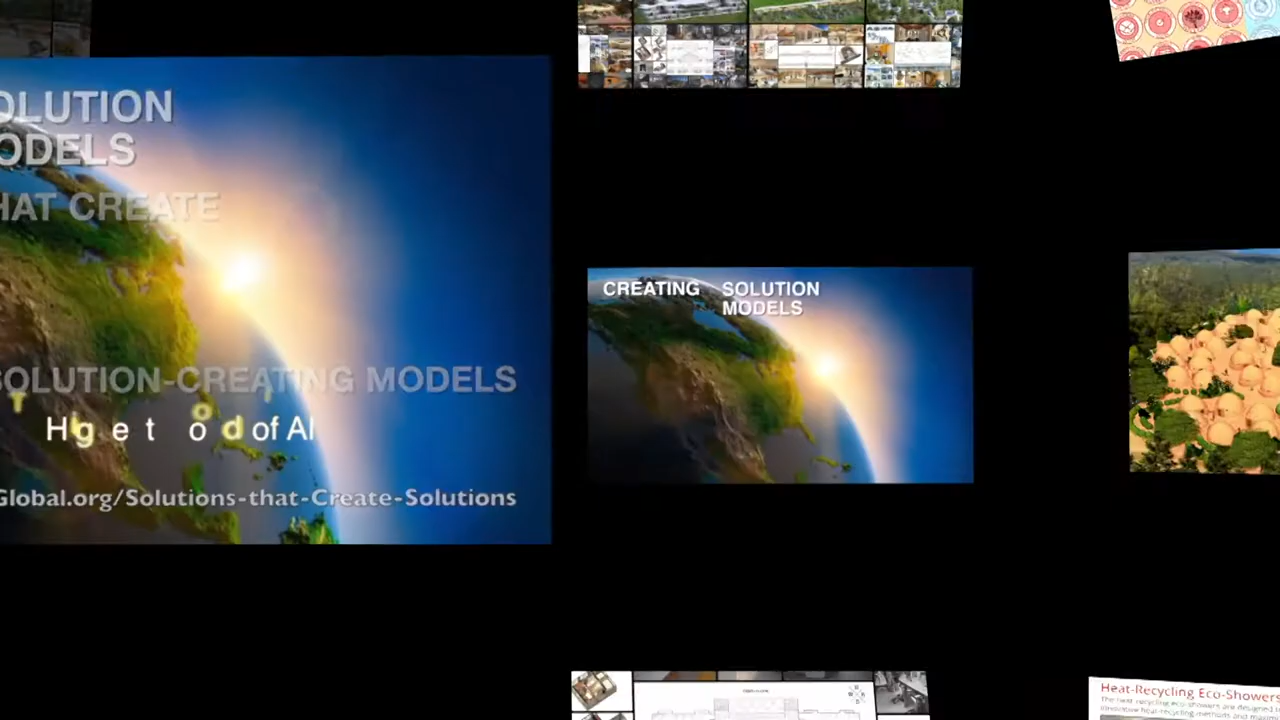 OLUTION
ODELS
HAT CREATE
SOLUTION-CREATING MODELS
of Al
Global.org/Solutions-that-Create-Solutions
CREATING SOLUTION
MODELS
Heat-Recycling Eco-Showers